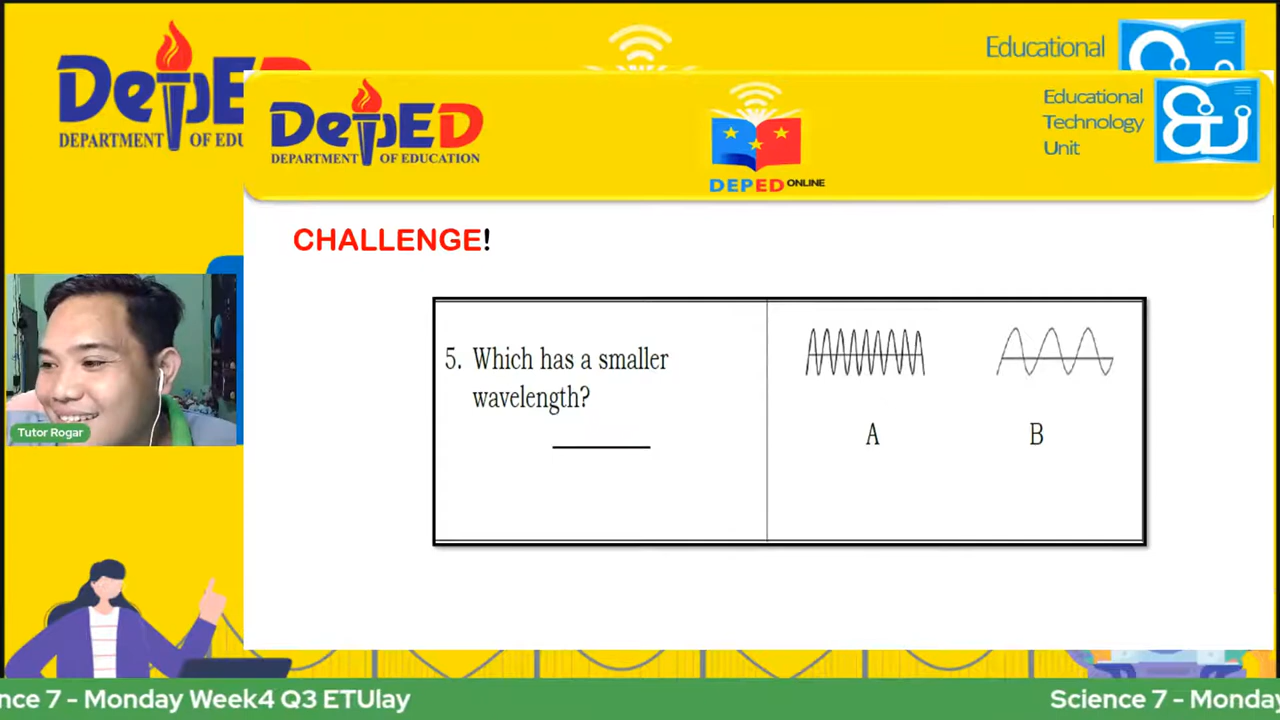 DepED
DEPARTMENT OF EDU
Educational
DepED
DEPARTMENT OF EDUCATION
DEPED ONLINE
Educational
Technology
Unit
CHALLENGE!
5. Which has a smaller
wavelength?
A
B
Tutor Rogar
nce 7 - Monday Week4 Q3 ETUlay
Science 7 - Monday